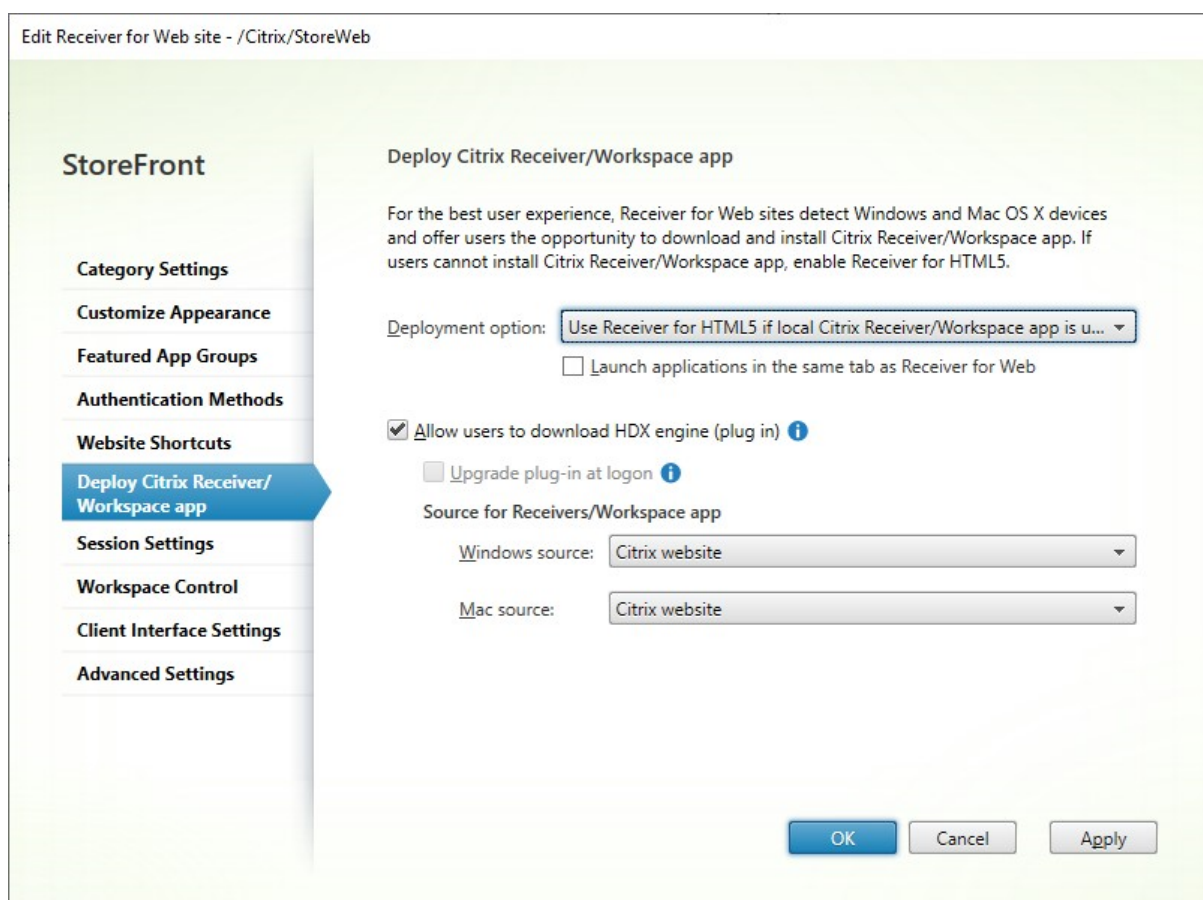 Edit Receiver for Web site - /Citrix/StoreWeb
StoreFront
Category Settings
Customize Appearance
Featured App Groups
Authentication Methods
Website Shortcuts
Deploy Citrix Receiver/
Workspace app
Session Settings
Workspace Control
Client Interface Settings
Advanced Settings
Deploy Citrix Receiver/Workspace app
For the best user experience, Receiver for Web sites detect Windows and Mac OS X devices
and offer users the opportunity to download and install Citrix Receiver/Workspace app. If
users cannot install Citrix Receiver/Workspace app, enable Receiver for HTML5.
Deployment option: Use Receiver for HTML5 if local Citrix Receiver/Workspace app is u...
Launch applications in the same tab as Receiver for Web
Allow users to download HDX engine (plug in)
Upgrade plug-in at logon
Source for Receivers/Workspace app
Windows source: Citrix website
Mac source: Citrix website
OK Cancel Apply